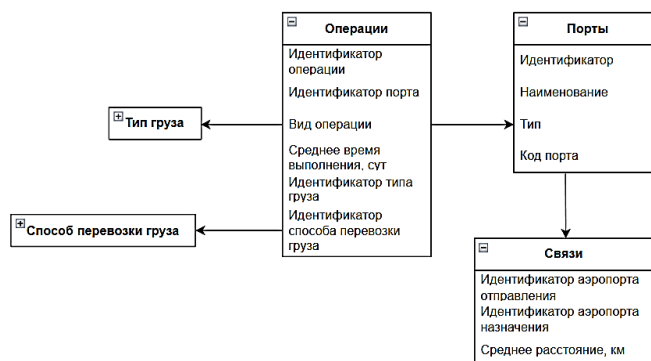 Операции
Идентификатор
операции
Идентификатор порта
Вид операции
Среднее время
выполнения, сут
Идентификатор типа
груза
Идентификатор
способа перевозки
груза
Тип груза
Способ перевозки груза
Порты
Идентификатор
Наименование
Тип
Код порта
Связи
Идентификатор аэропорта
отправления
Идентификатор аэропорта
назначения
Среднее расстояние, км